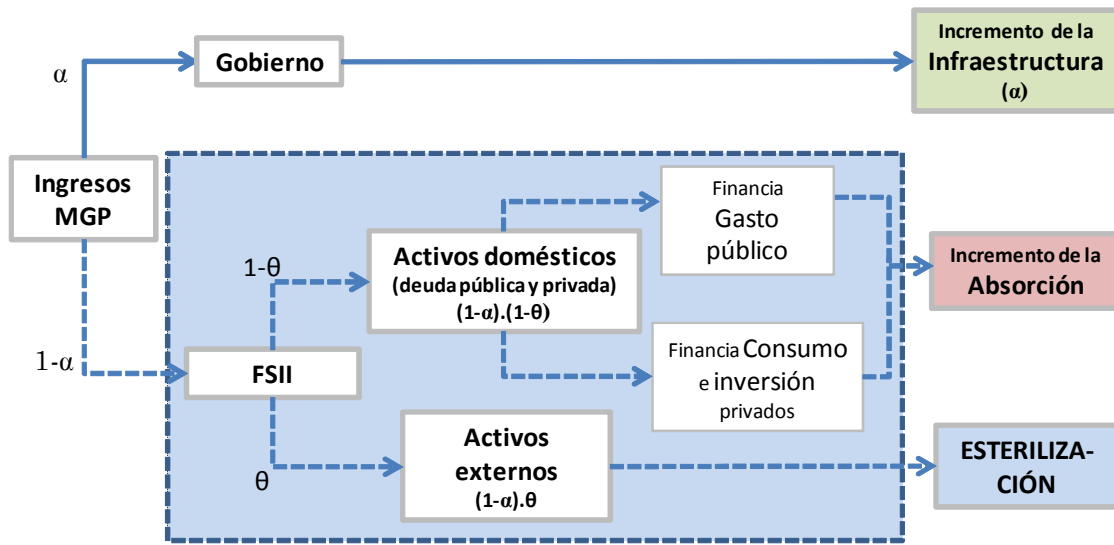 α
Gobierno
Incremento de la
Infraestructura
(α)
Ingresos
MGP
1-α
FSII
1-θ
θ
Activos domésticos
(deuda pública y privada)
(1-α).(1-θ)
Financia
Gasto
público
Financia Consumo
e inversión
privados
Incremento de la
Absorción
Activos
externos
(1-α).θ
ESTERILIZA-
CIÓN